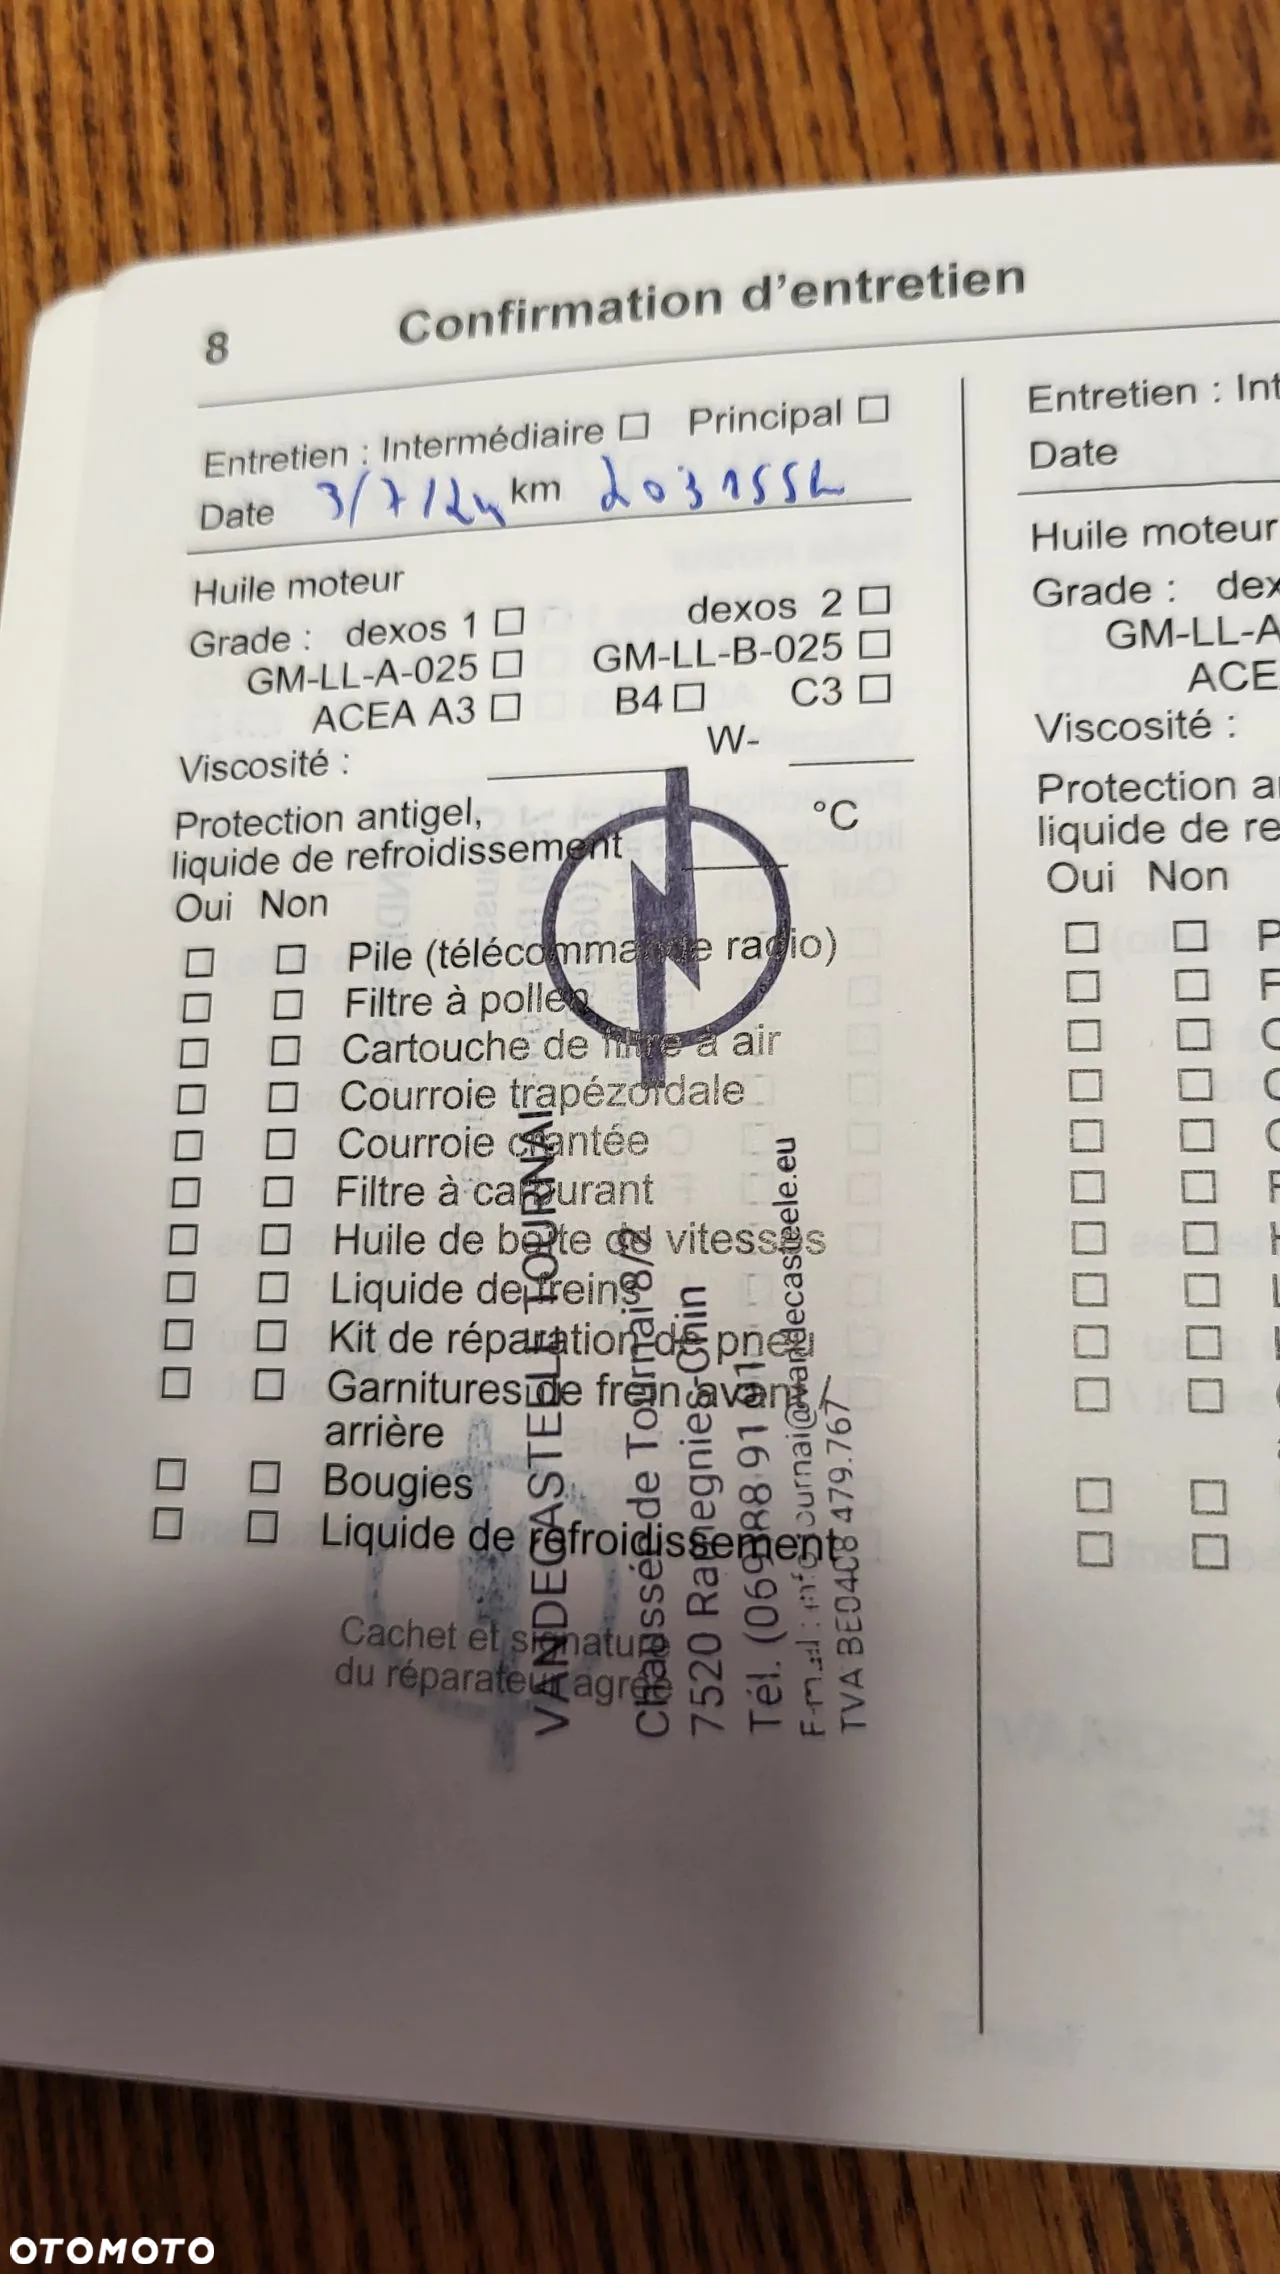 8 Confirmation d'entretien
Entretien : Intermédiaire □ Principal □
Date 3/7/24 km
Huile moteur
Grade : dexos 1 □ dexos 2 □
GM-LL-A-025 □ GM-LL-B-025 □
ACEA A3 □ B4 □ C3 □
Viscosité : W-
Protection antigel,
liquide de refroidissement °C
Oui Non
□ □ Pile (télécommande radio)
□ □ Filtre à pollen
□ □ Cartouche de filtre à air
□ □ Courroie trapézoïdale
□ □ Courroie crantée
□ □ Filtre à carburant
□ □ Huile de boîte de vitesses
□ □ Liquide de freins
□ □ Kit de réparation de pneu
□ □ Garnitures de frein avant /
arrière
□ □ Bougies
□ □ Liquide de refroidissement
Cachet et signature
du réparateur agréé
VANDECASTEELE TOURNAI
Chaussée de Tournai 8/2
7520 Ramegnies-Chin
Tél. (069) 88 91 91
E-mail : info.tournai@vandecasteele.eu
TVA BE0408.479.767
Entretien : Int
Date
Huile moteur
Grade : dex
GM-LL-A
ACE
Viscosité :
Protection a
liquide de re
Oui Non
□ □ P
□ □ F
□ □ C
□ □ C
□ □ C
□ □ F
□ □ H
□ □ L
□ □
□ □
□ □
□ □
OTOMOTO